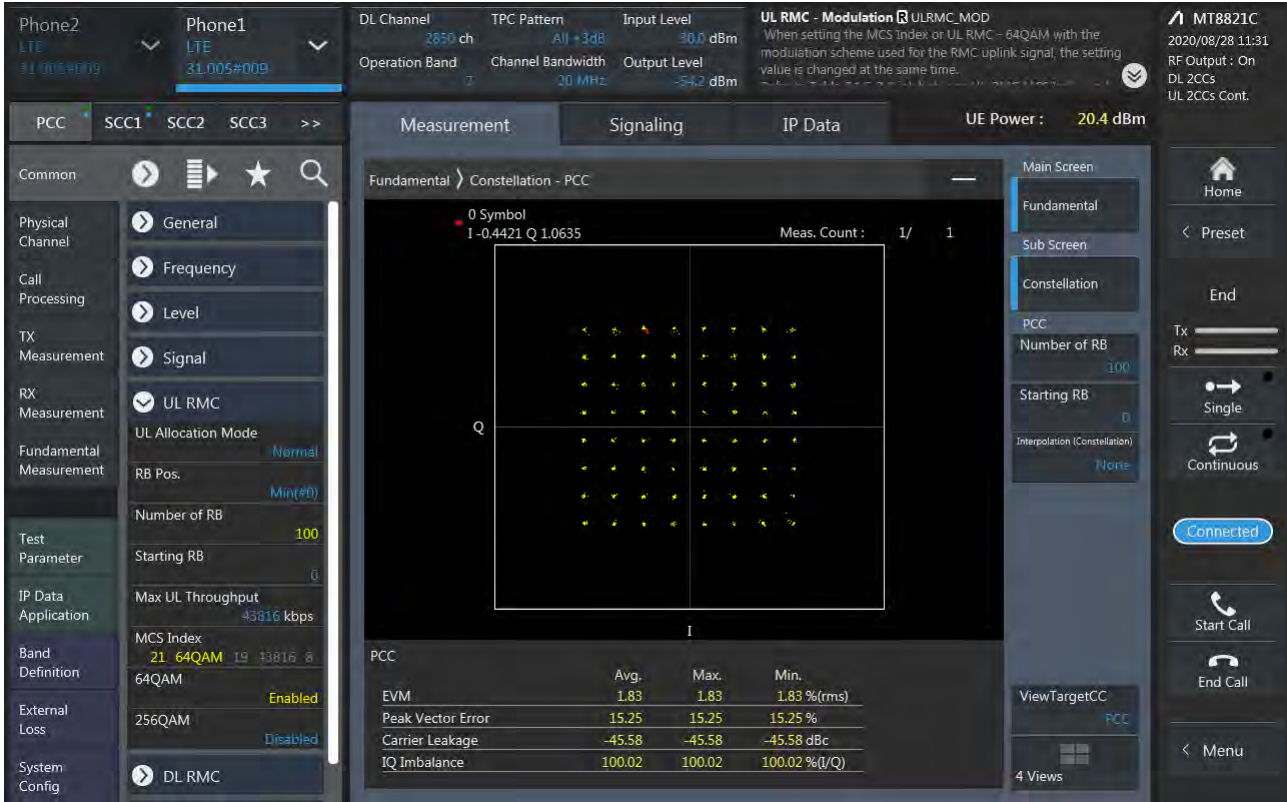 Phone2
LTE
31.005#009
Phone1
LTE
31.005#009
DL Channel
2850 ch
Operation Band
7
TPC Pattern
All +3dB
Channel Bandwidth
20 MHz
Input Level
30.0 dBm
Output Level
-54.2 dBm
UL RMC - Modulation R ULRMC_MOD
When setting the MCS Index or UL RMC - 64QAM with the
modulation scheme used for the RMC uplink signal, the setting
value is changed at the same time.
MT8821C
2020/08/28 11:31
RF Output : On
DL 2CCs
UL 2CCs Cont.
PCC SCC1 SCC2 SCC3 >>
Measurement Signaling IP Data
UE Power : 20.4 dBm
Common
Physical
Channel
Call
Processing
TX
Measurement
RX
Measurement
Fundamental
Measurement
Test
Parameter
IP Data
Application
Band
Definition
External
Loss
System
Config
General
Frequency
Level
Signal
UL RMC
UL Allocation Mode
Normal
RB Pos.
Min(#0)
Number of RB
100
Starting RB
0
Max UL Throughput
43816 kbps
MCS Index
21 64QAM 19 43816 8
64QAM
Enabled
256QAM
Disabled
DL RMC
Fundamental > Constellation - PCC
0 Symbol
I -0.4421 Q 1.0635
Meas. Count : 1/ 1
Q
I
PCC
Avg. Max. Min.
EVM 1.83 1.83 1.83 %(rms)
Peak Vector Error 15.25 15.25 15.25 %
Carrier Leakage -45.58 -45.58 -45.58 dBc
IQ Imbalance 100.02 100.02 100.02 %(I/Q)
Main Screen
Fundamental
Sub Screen
Constellation
PCC
Number of RB
100
Starting RB
0
Interpolation (Constellation)
None
ViewTargetCC
PCC
4 Views
Home
< Preset
End
Tx
Rx
Single
Continuous
Connected
Start Call
End Call
< Menu